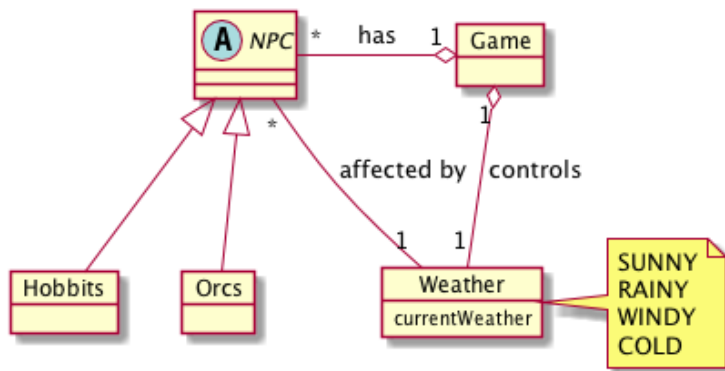 A NPC
* has 1
Game
*
1
affected by
controls
1
1
Hobbits
Orcs
Weather
currentWeather
SUNNY
RAINY
WINDY
COLD